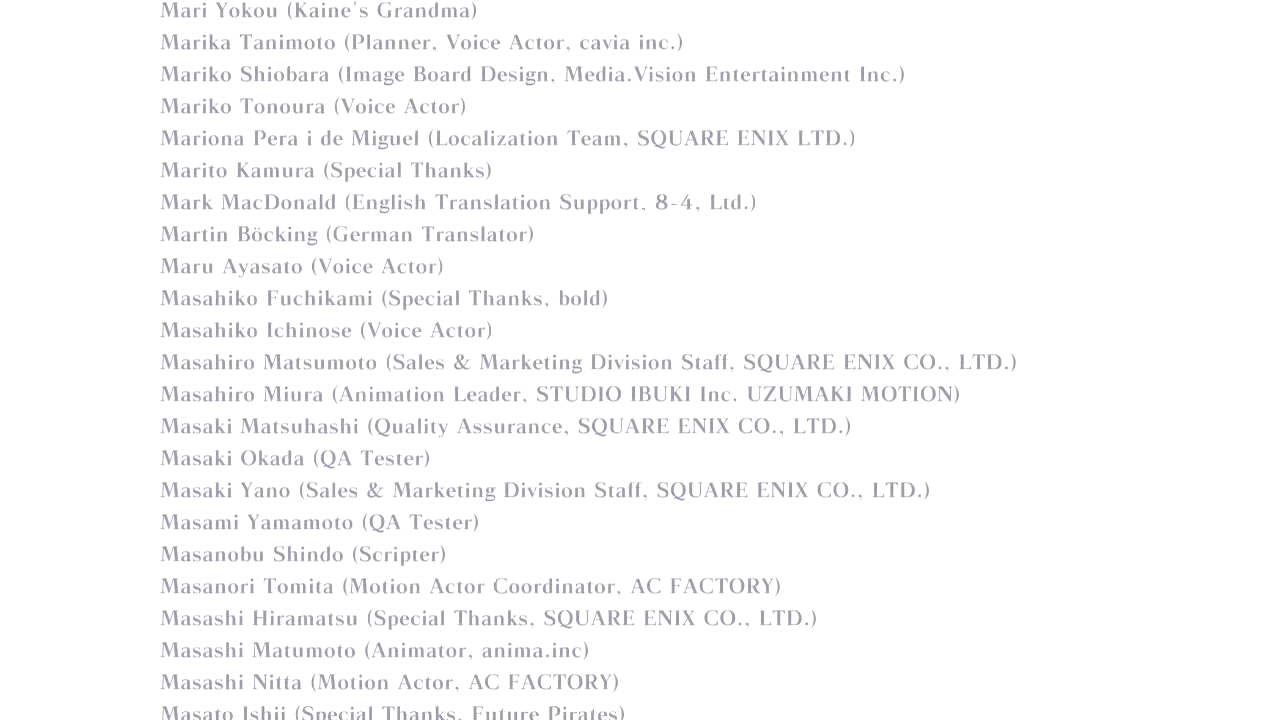 Mari Yokou (Kaine's Grandma)
Marika Tanimoto (Planner, Voice Actor, cavia inc.)
Mariko Shiobara (Image Board Design, Media.Vision Entertainment Inc.)
Mariko Tonoura (Voice Actor)
Mariona Pera i de Miguel (Localization Team, SQUARE ENIX LTD.)
Marito Kamura (Special Thanks)
Mark MacDonald (English Translation Support, 8-4, Ltd.)
Martin Böcking (German Translator)
Maru Ayasato (Voice Actor)
Masahiko Fuchikami (Special Thanks, bold)
Masahiko Ichinose (Voice Actor)
Masahiro Matsumoto (Sales & Marketing Division Staff, SQUARE ENIX CO., LTD.)
Masahiro Miura (Animation Leader, STUDIO IBUKI Inc. UZUMAKI MOTION)
Masaki Matsuhashi (Quality Assurance, SQUARE ENIX CO., LTD.)
Masaki Okada (QA Tester)
Masaki Yano (Sales & Marketing Division Staff, SQUARE ENIX CO., LTD.)
Masami Yamamoto (QA Tester)
Masanobu Shindo (Scripter)
Masanori Tomita (Motion Actor Coordinator, AC FACTORY)
Masashi Hiramatsu (Special Thanks, SQUARE ENIX CO., LTD.)
Masashi Matumoto (Animator, anima.inc)
Masashi Nitta (Motion Actor, AC FACTORY)
Masato Ishii (Special Thanks, Future Pirates)